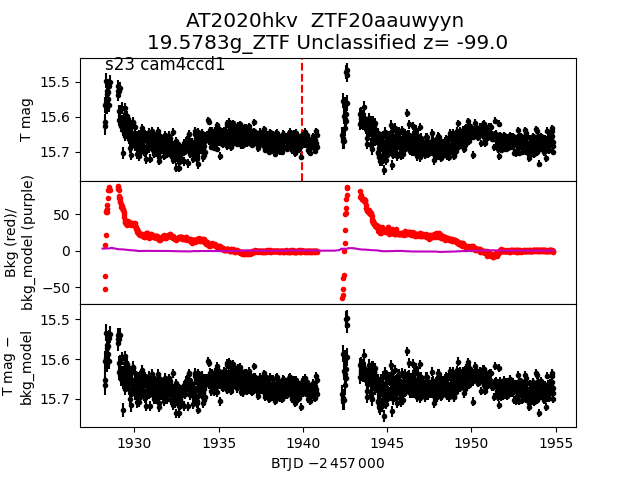 AT2020hkv  ZTF20aauwyyn
19.5783g_ZTF Unclassified z= -99.0
s23 cam4ccd1
T mag
15.5
15.6
15.7
Bkg (red)/
bkg_model (purple)
50
0
−50
T mag −
bkg_model
15.5
15.6
15.7
1930 1935 1940 1945 1950 1955
BTJD −2 457 000